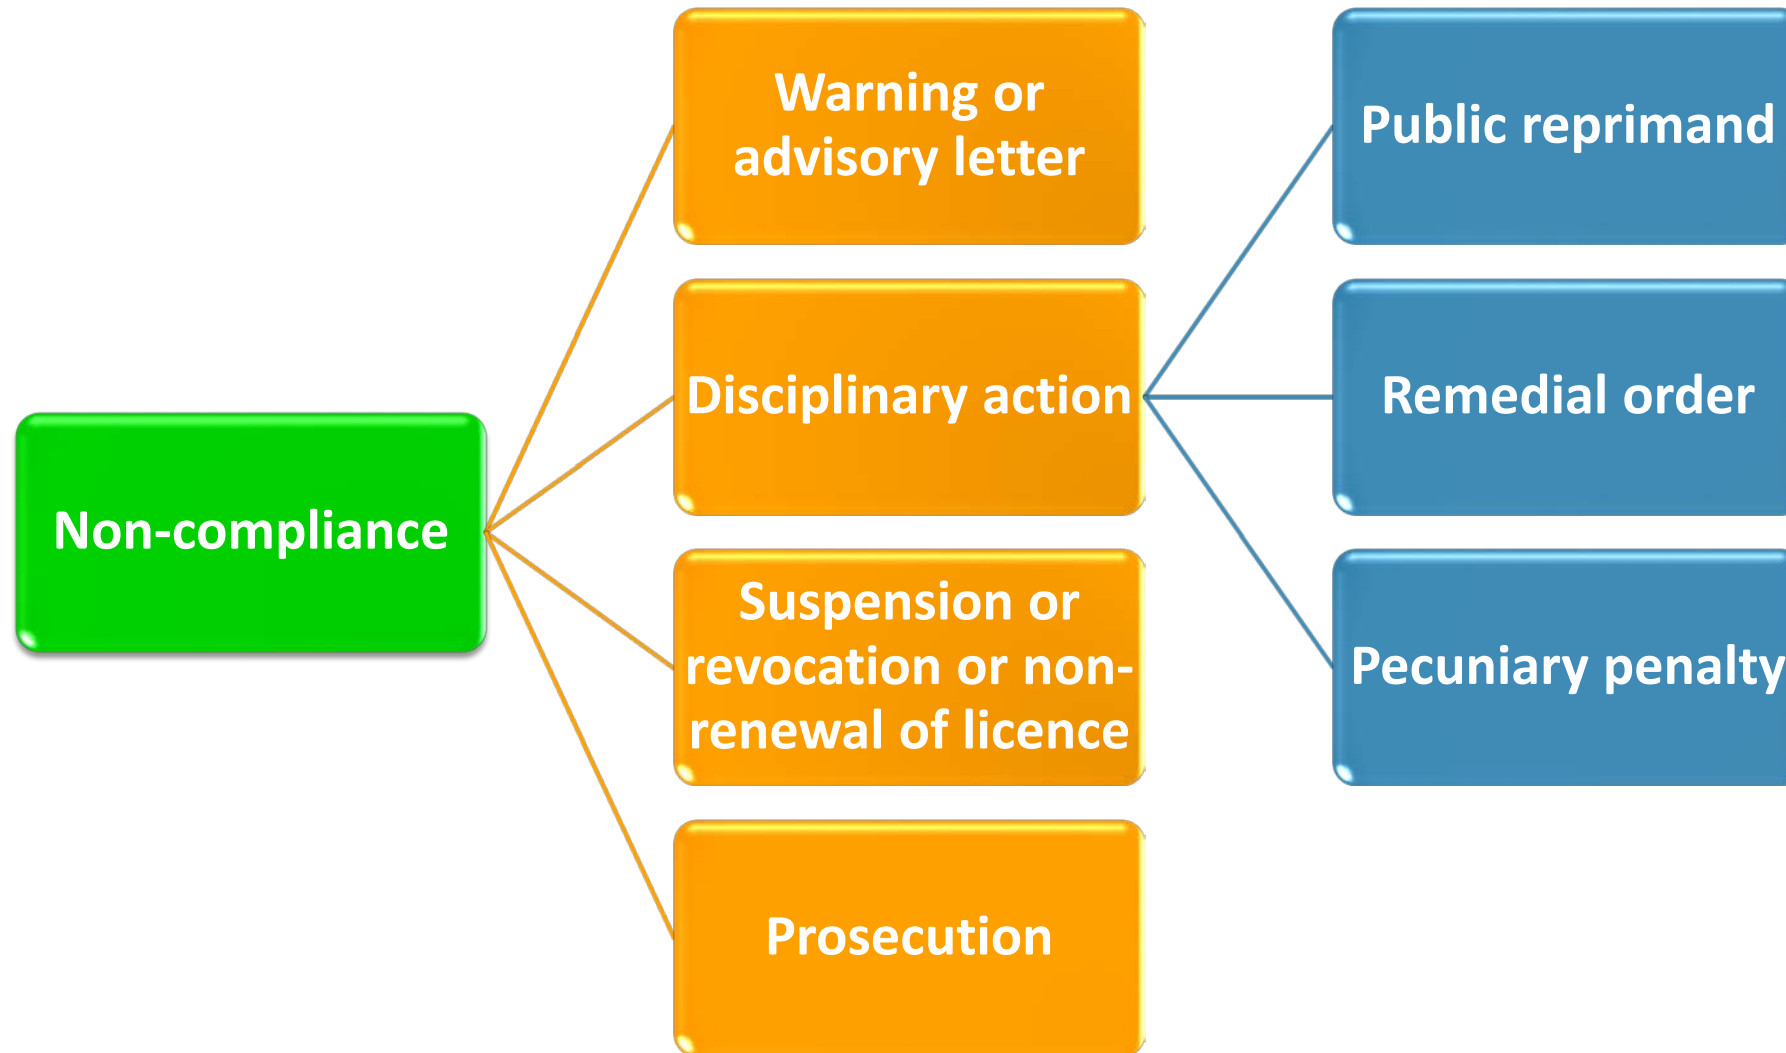 Warning or
advisory letter
Public reprimand
Disciplinary action
Remedial order
Non-compliance
Suspension or
revocation or non-
renewal of licence
Pecuniary penalty
Prosecution